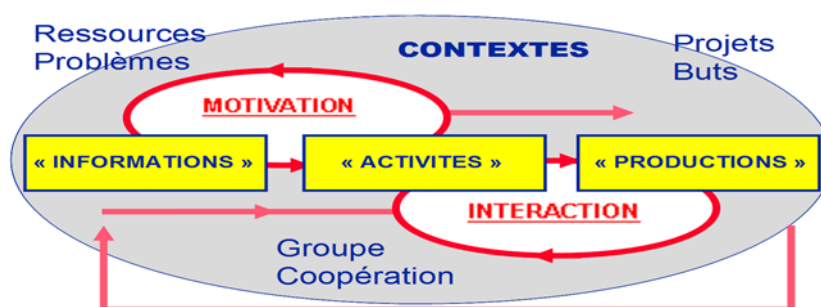 Ressources
Problèmes
CONTEXTES
Projets
Buts
MOTIVATION
« INFORMATIONS »
« ACTIVITES »
« PRODUCTIONS »
INTERACTION
Groupe
Coopération